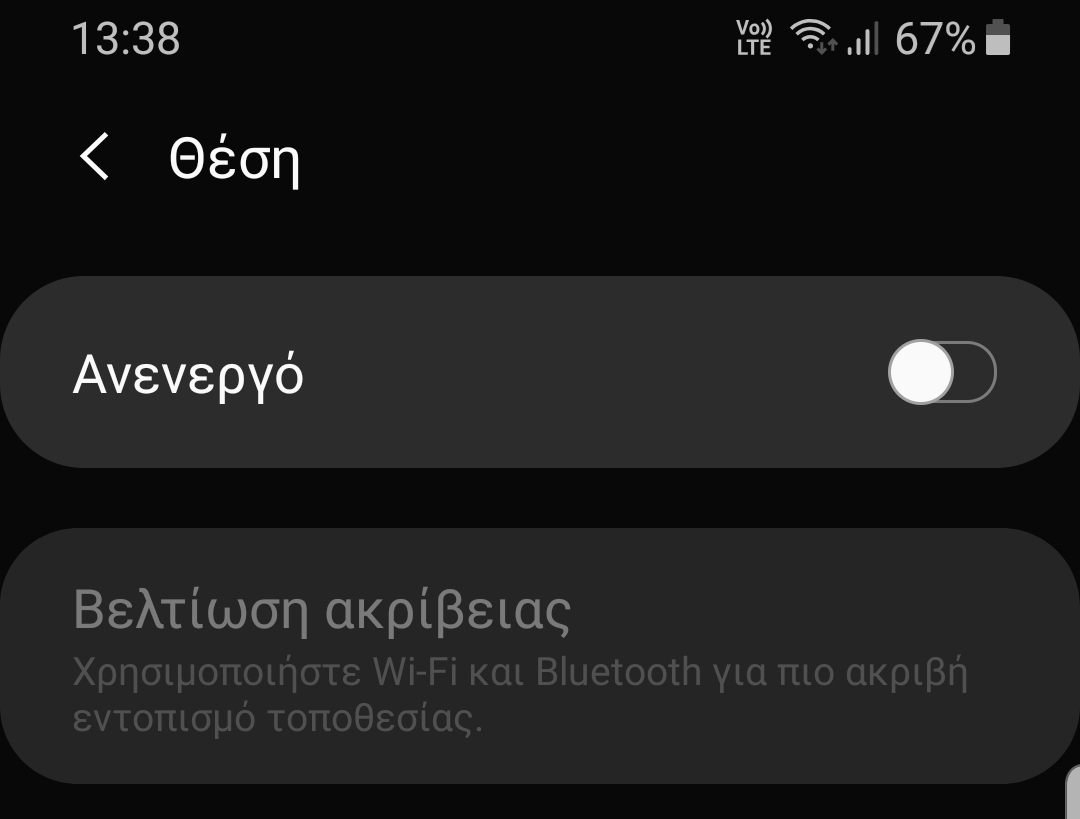 13:38 Vo)) LTE 67%
Θέση
Ανενεργό
Βελτίωση ακρίβειας
Χρησιμοποιήστε Wi-Fi και Bluetooth για πιο ακριβή
εντοπισμό τοποθεσίας.